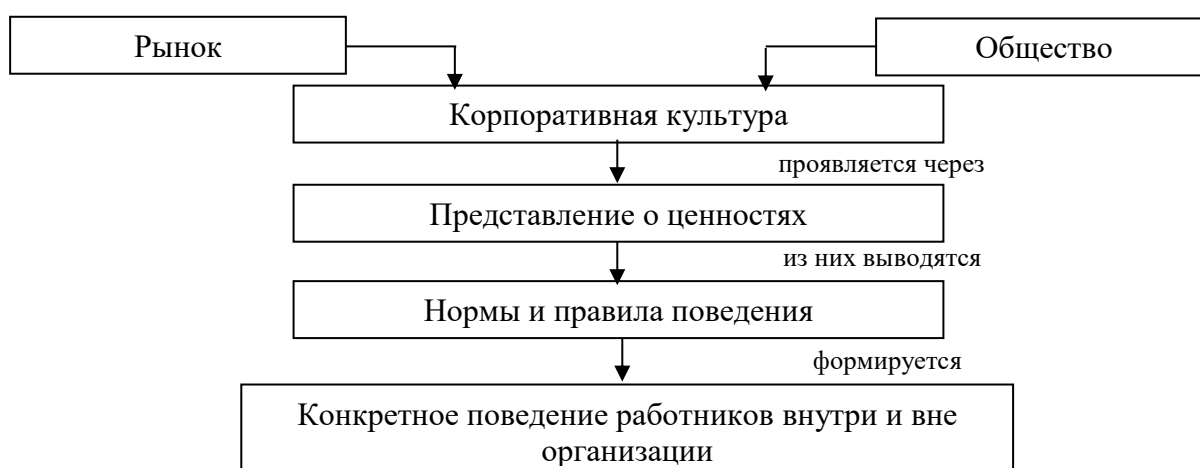 Рынок
Общество
Корпоративная культура
проявляется через
Представление о ценностях
из них выводятся
Нормы и правила поведения
формируется
Конкретное поведение работников внутри и вне
организации